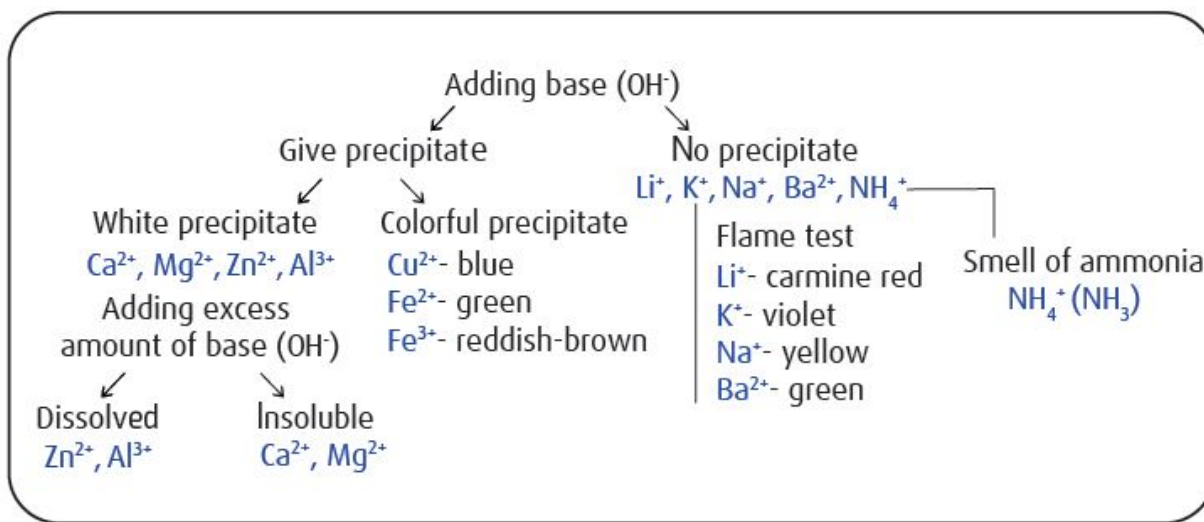 Adding base (OH⁻)
Give precipitate
No precipitate
Li⁺, K⁺, Na⁺, Ba²⁺, NH₄⁺
White precipitate
Ca²⁺, Mg²⁺, Zn²⁺, Al³⁺
Adding excess
amount of base (OH⁻)
Dissolved
Zn²⁺, Al³⁺
Insoluble
Ca²⁺, Mg²⁺
Colorful precipitate
Cu²⁺- blue
Fe²⁺- green
Fe³⁺- reddish-brown
Flame test
Li⁺- carmine red
K⁺- violet
Na⁺- yellow
Ba²⁺- green
Smell of ammonia
NH₄⁺ (NH₃)